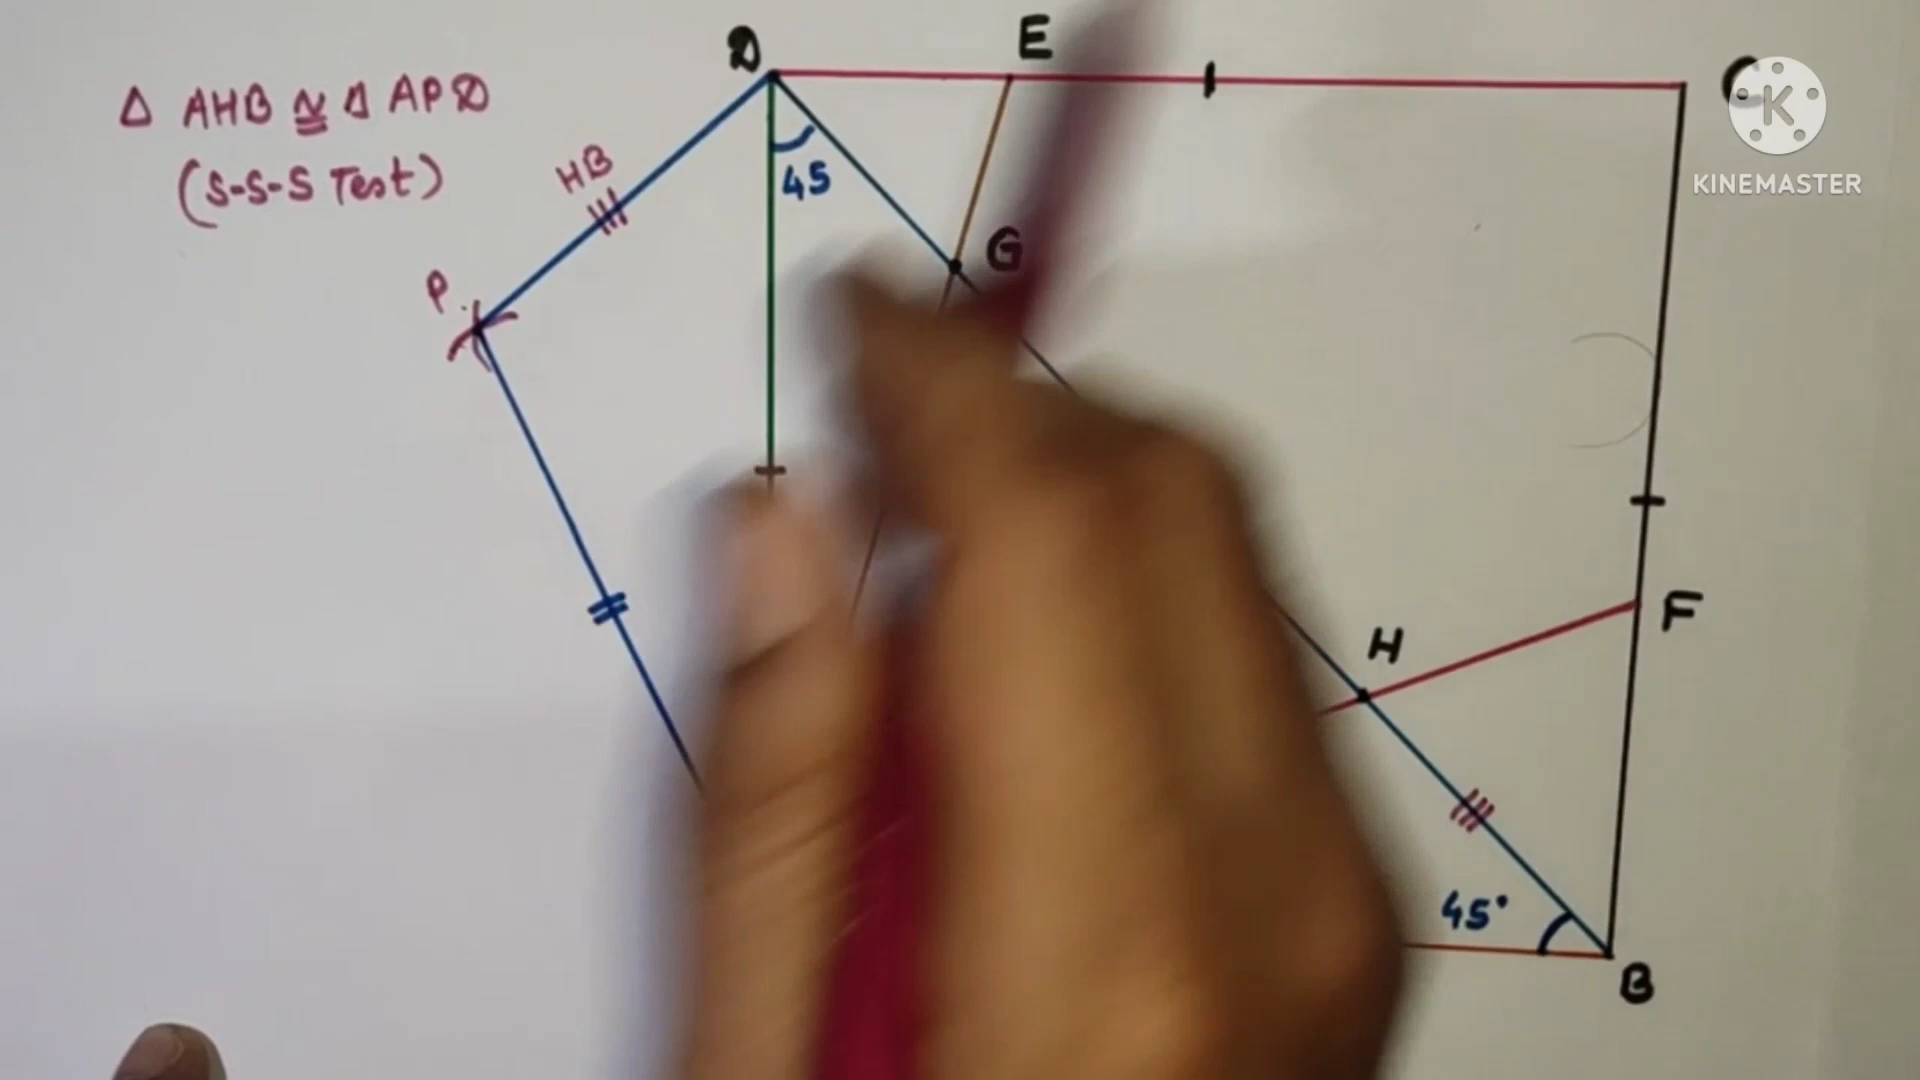 D
E
C
△ AHB ≅ △ APD
(S-S-S Test)
HB
45
G
P
H
F
45°
B
K
KINEMASTER